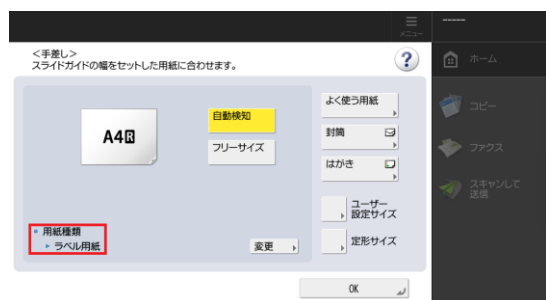 メニュー
-----
<手差し>
スライドガイドの幅をセットした用紙に合わせます。
?
ホーム
コピー
ファクス
スキャンして
送信
A4R
自動検知
フリーサイズ
よく使う用紙
封筒
はがき
ユーザー
設定サイズ
定形サイズ
用紙種類
ラベル用紙
変更
OK